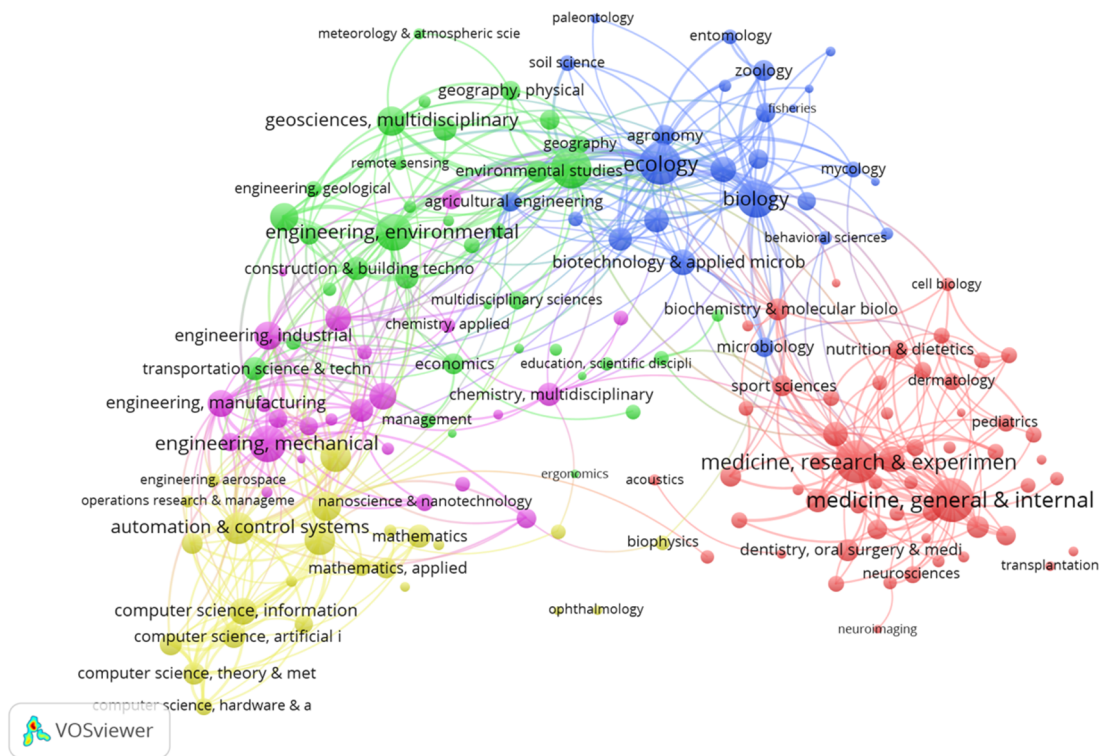 paleontology
meteorology & atmospheric scie
entomology
soil science
zoology
geography, physical
fisheries
geosciences, multidisciplinary
agronomy
geography
remote sensing
ecology
environmental studies
mycology
engineering, geological
agricultural engineering
biology
engineering, environmental
behavioral sciences
construction & building techno
biotechnology & applied microb
cell biology
multidisciplinary sciences
biochemistry & molecular biolo
chemistry, applied
engineering, industrial
microbiology
nutrition & dietetics
transportation science & techn
economics
education, scientific discipli
dermatology
sport sciences
chemistry, multidisciplinary
engineering, manufacturing
management
pediatrics
engineering, mechanical
medicine, research & experimen
ergonomics
engineering, aerospace
acoustics
operations research & manageme
nanoscience & nanotechnology
medicine, general & internal
automation & control systems
mathematics
biophysics
dentistry, oral surgery & medi
mathematics, applied
transplantation
neurosciences
computer science, information
ophthalmology
neuroimaging
computer science, artificial i
computer science, theory & met
computer science, hardware & a
VOSviewer